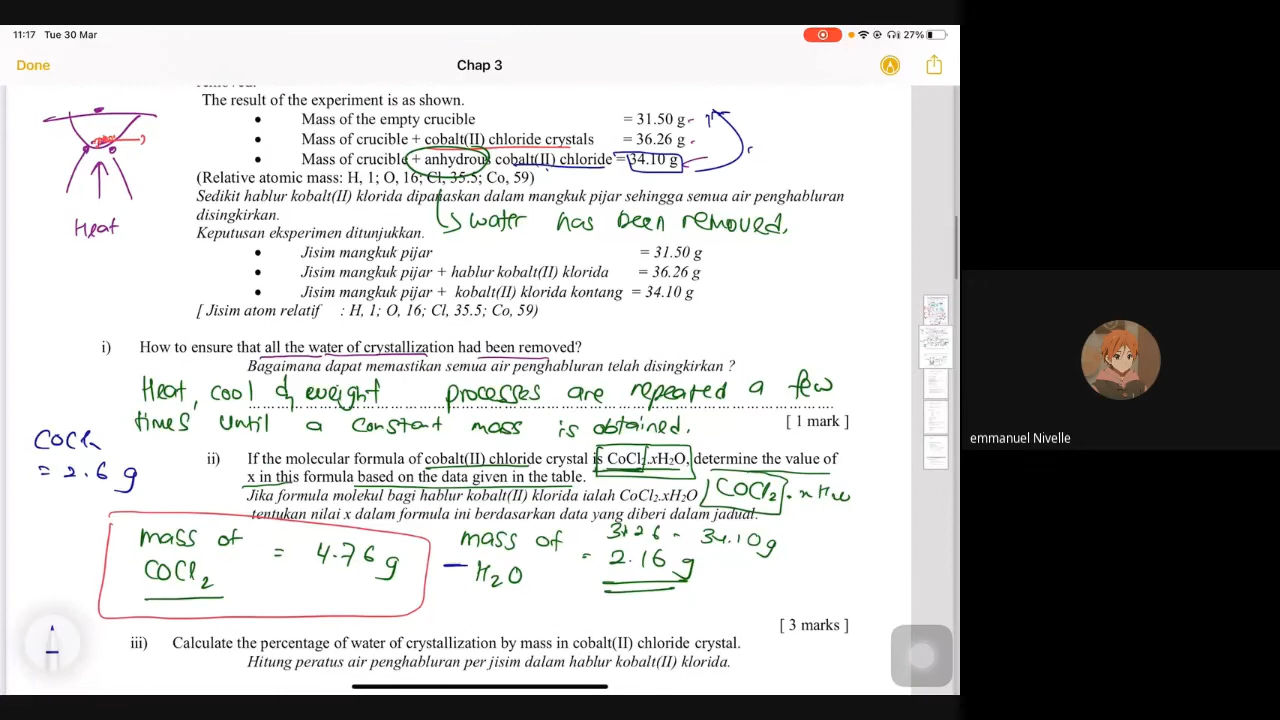 11:17 Tue 30 Mar
27%
Done
Chap 3
The result of the experiment is as shown.
• Mass of the empty crucible = 31.50 g
• Mass of crucible + cobalt(II) chloride crystals = 36.26 g
• Mass of crucible + anhydrous cobalt(II) chloride = 34.10 g
(Relative atomic mass: H, 1; O, 16; Cl, 35.5; Co, 59)
Sedikit hablur kobalt(II) klorida dipanaskan dalam mangkuk pijar sehingga semua air penghabluran
disingkirkan.
water has been removed.
Heat
Keputusan eksperimen ditunjukkan.
• Jisim mangkuk pijar = 31.50 g
• Jisim mangkuk pijar + hablur kobalt(II) klorida = 36.26 g
• Jisim mangkuk pijar + kobalt(II) klorida kontang = 34.10 g
[ Jisim atom relatif : H, 1; O, 16; Cl, 35.5; Co, 59)
i) How to ensure that all the water of crystallization had been removed?
Bagaimana dapat memastikan semua air penghabluran telah disingkirkan ?
Heat, cool & weight processes are repeated a few
times until a constant mass is obtained.
[ 1 mark ]
COCl2
= 2.6 g
ii) If the molecular formula of cobalt(II) chloride crystal is CoCl2.xH2O, determine the value of
x in this formula based on the data given in the table.
Jika formula molekul bagi hablur kobalt(II) klorida ialah CoCl2.xH2O
COCl2 . x H2O
tentukan nilai x dalam formula ini berdasarkan data yang diberi dalam jadual.
mass of COCl2 = 4.76 g
mass of H2O = 2.16 g
- 34.10g
[ 3 marks ]
iii) Calculate the percentage of water of crystallization by mass in cobalt(II) chloride crystal.
Hitung peratus air penghabluran per jisim dalam hablur kobalt(II) klorida.
emmanuel Nivelle